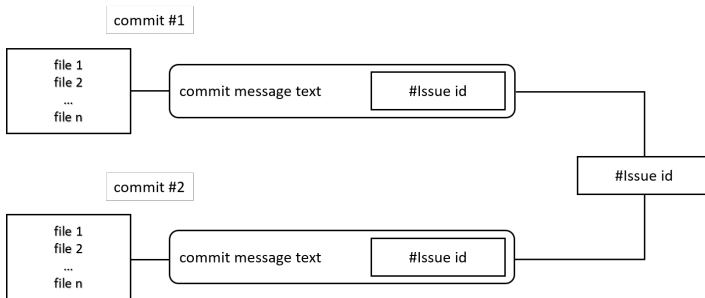 commit #1
file 1
file 2
...
file n
commit message text
#Issue id
#Issue id
commit #2
file 1
file 2
...
file n
commit message text
#Issue id